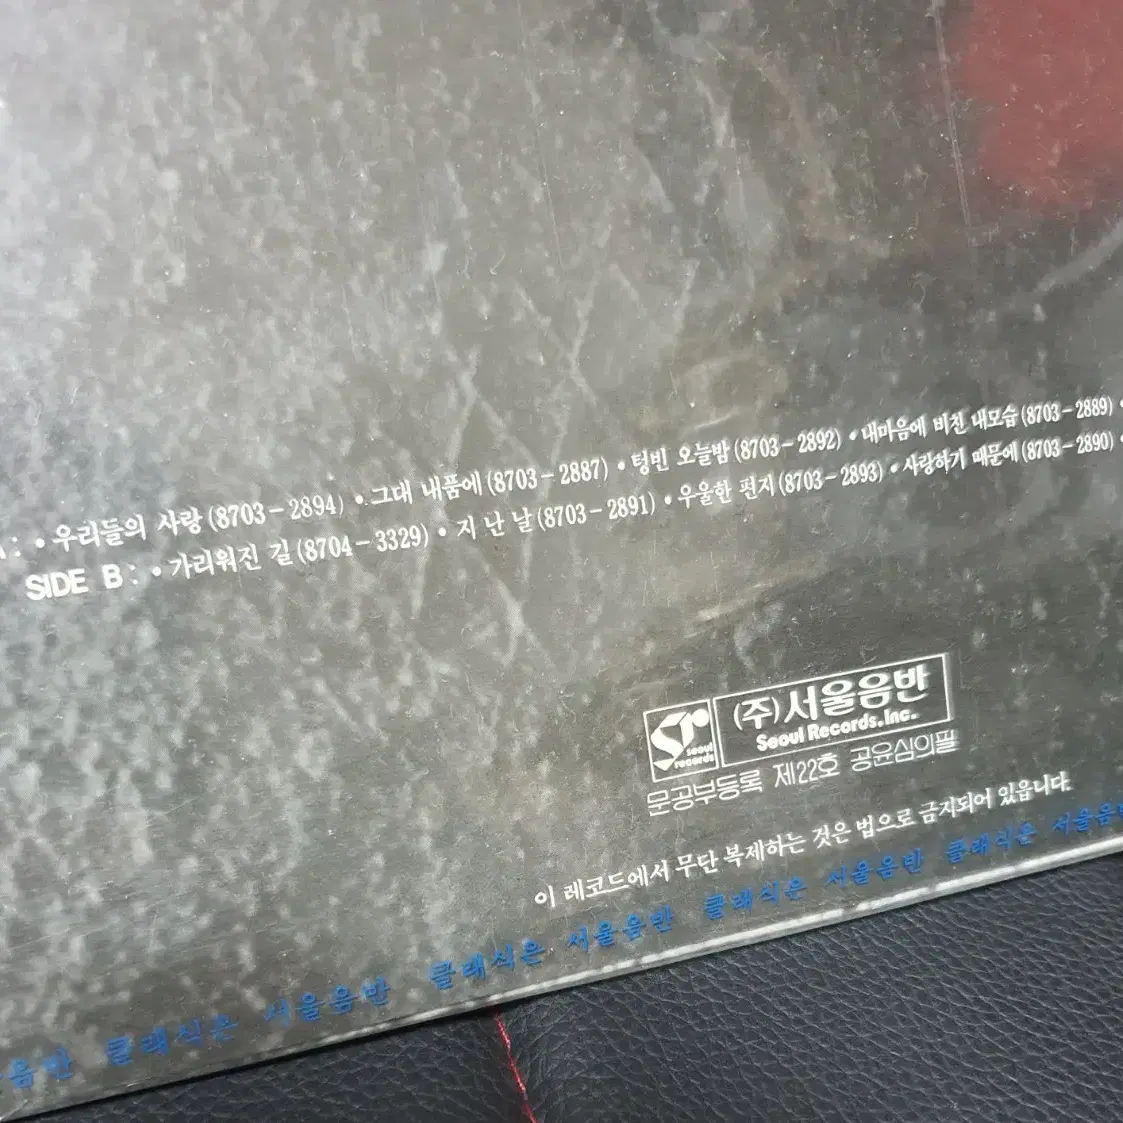 A : • 우리들의 사랑 (8703-2894) • 그대 내품에 (8703-2887) • 텅빈 오늘밤 (8703-2892) • 내마음에 비친 내모습 (8703-2889) •
SIDE B : • 가리워진 길 (8704-3329) • 지난날 (8703-2891) • 우울한 편지 (8703-2893) • 사랑하기 때문에 (8703-2890) •
sr seoul records
(주)서울음반
Seoul Records.Inc.
문공부등록 제22호 공윤심의필
이 레코드에서 무단 복제하는 것은 법으로 금지되어 있읍니다.
음반 클래식은 서울음반 클래식은 서울음반 클래식은 서울음반 클래식은 서울음반